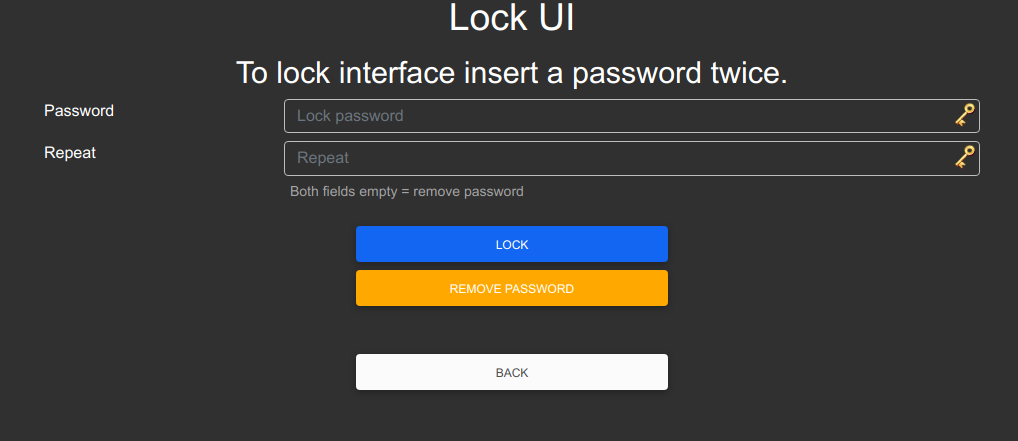 Lock UI
To lock interface insert a password twice.
Password
Lock password
Repeat
Repeat
Both fields empty = remove password
LOCK
REMOVE PASSWORD
BACK